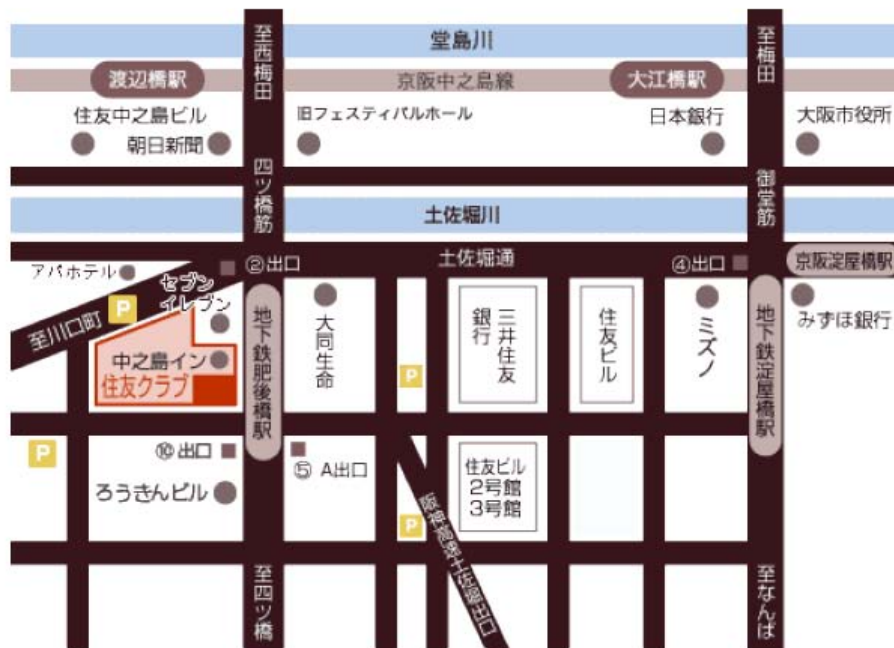 至西梅田
堂島川
至梅田
渡辺橋駅
京阪中之島線
大江橋駅
住友中之島ビル
旧フェスティバルホール
日本銀行
大阪市役所
朝日新聞
四ツ橋筋
御堂筋
土佐堀川
アパホテル
セブン
イレブン
②出口
土佐堀通
④出口
京阪淀屋橋駅
P
至川口町
地下鉄肥後橋駅
大同生命
三井住友
銀行
住友ビル
ミズノ
地下鉄淀屋橋駅
みずほ銀行
中之島イン
住友クラブ
P
P
⑩出口
⑤ A出口
ろうきんビル
住友ビル
2号館
3号館
P
阪神高速土佐堀出口
至四ツ橋
至なんば